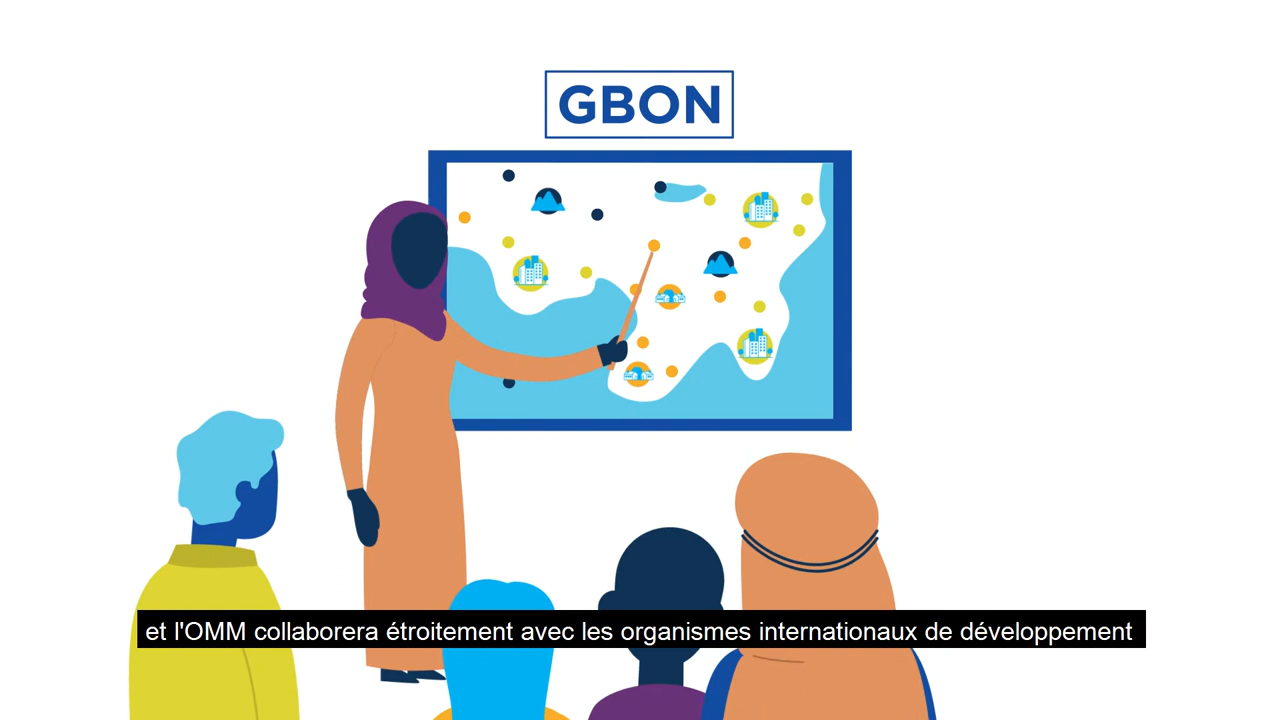 GBON
et l'OMM collaborera étroitement avec les organismes internationaux de développement